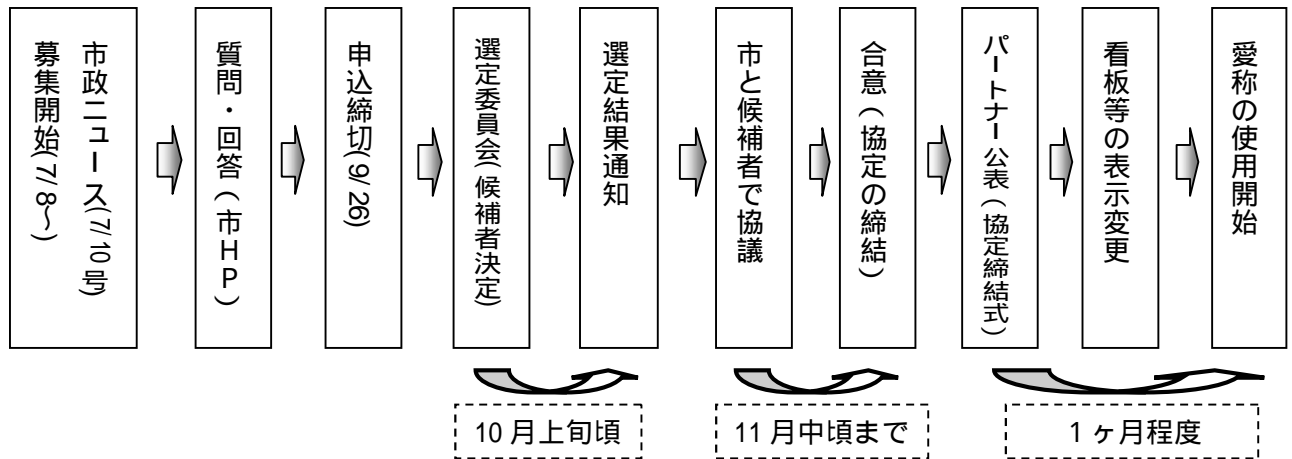 市政ニュース(7/10号)
募集開始(7/8～)
質問・回答(市HP)
申込締切(9/26)
選定委員会(候補者決定)
選定結果通知
市と候補者で協議
合意(協定の締結)
パートナー公表(協定締結式)
看板等の表示変更
愛称の使用開始
10月上旬頃
11月中頃まで
1ヶ月程度